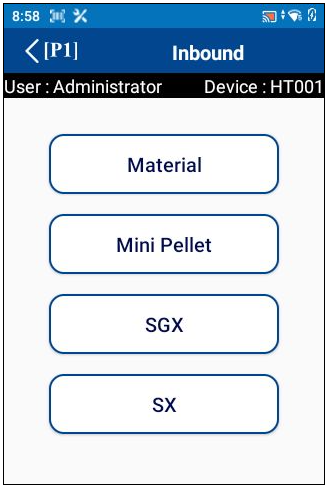 8:58
[P1] Inbound
User : Administrator Device : HT001
Material
Mini Pellet
SGX
SX